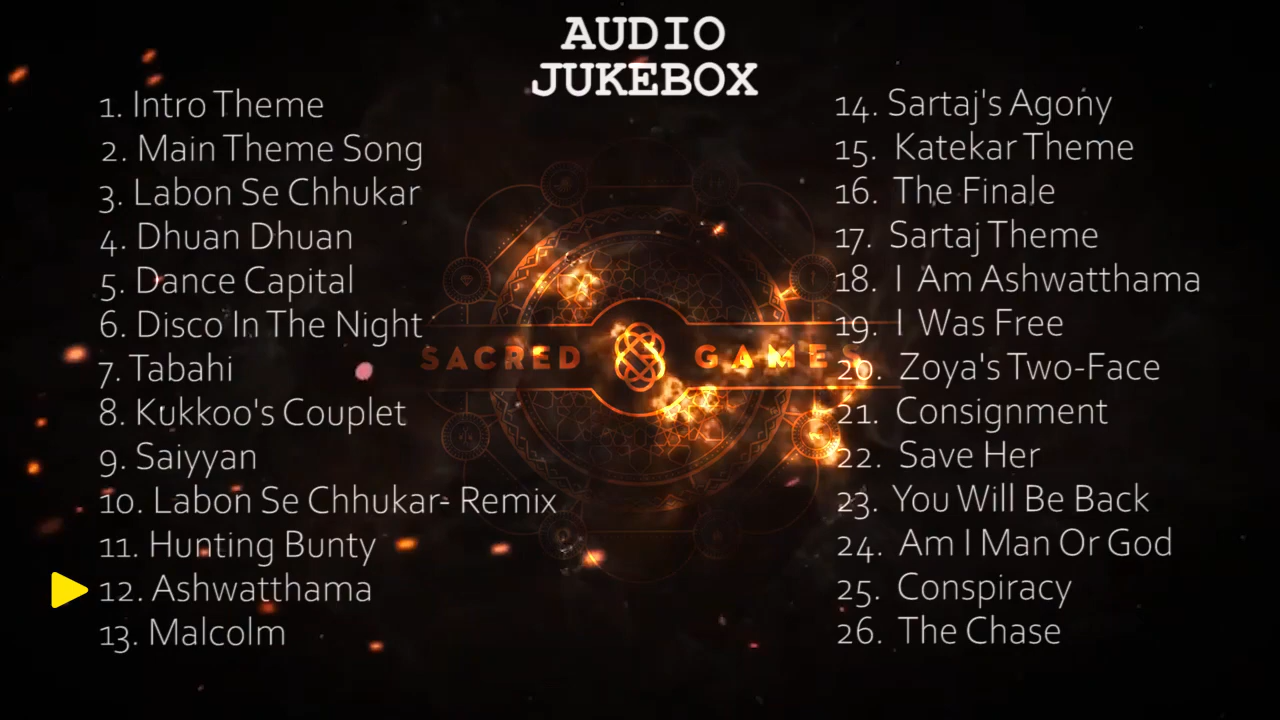 AUDIO
JUKEBOX
1. Intro Theme
2. Main Theme Song
3. Labon Se Chhukar
4. Dhuan Dhuan
5. Dance Capital
6. Disco In The Night
7. Tabahi
8. Kukkoo's Couplet
9. Saiyyan
10. Labon Se Chhukar- Remix
11. Hunting Bunty
12. Ashwatthama
13. Malcolm
SACRED GAMES
14. Sartaj's Agony
15. Katekar Theme
16. The Finale
17. Sartaj Theme
18. I Am Ashwatthama
19. I Was Free
20. Zoya's Two-Face
21. Consignment
22. Save Her
23. You Will Be Back
24. Am I Man Or God
25. Conspiracy
26. The Chase